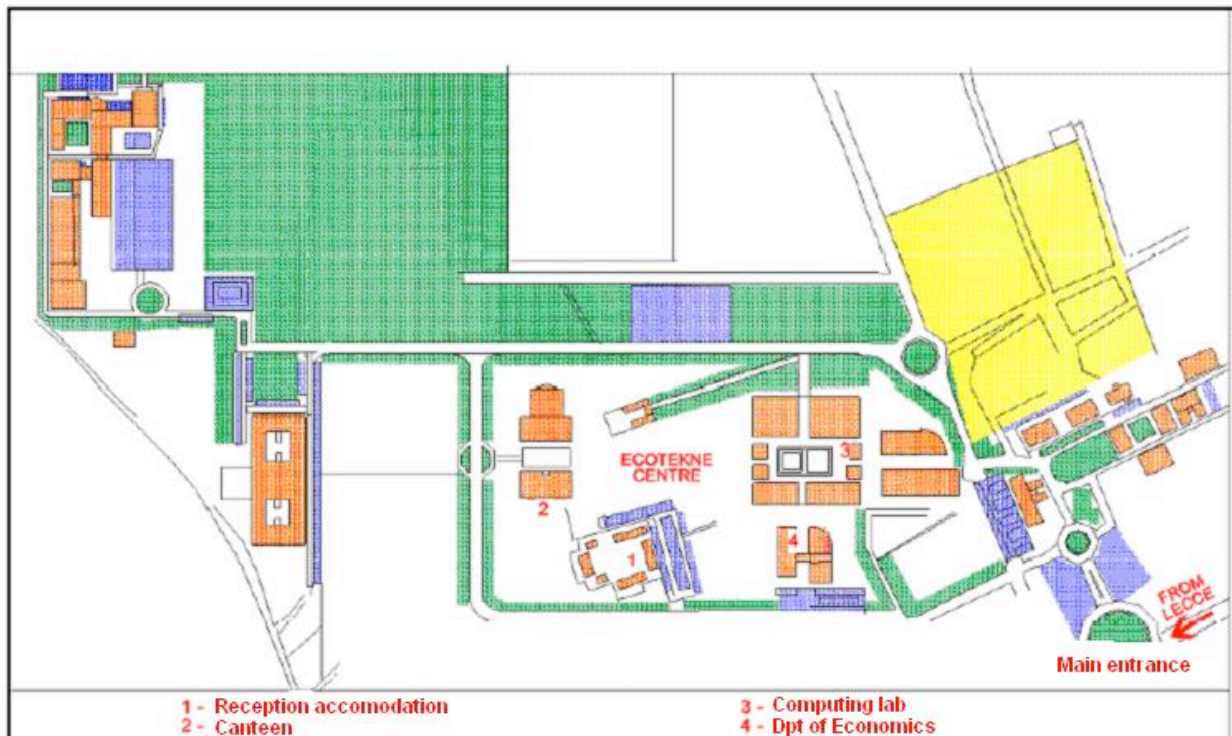 3
ECOTEKNE
CENTRE
2
4
1
FROM
LECCE
Main entrance
1 - Reception accomodation
2 - Canteen
3 - Computing lab
4 - Dpt of Economics